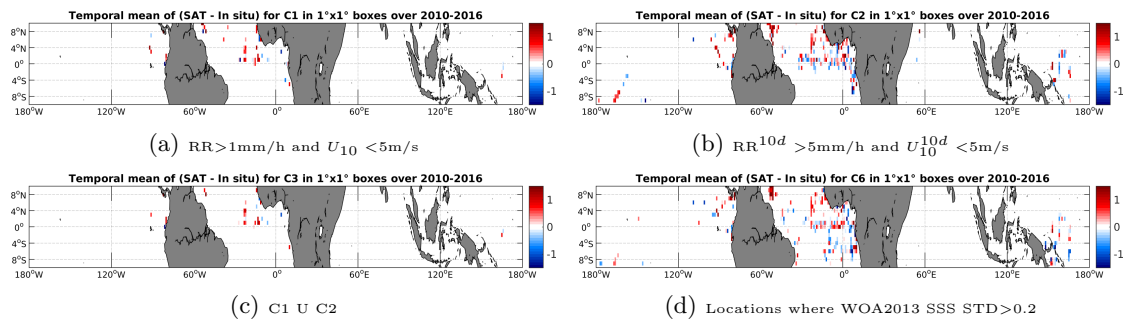 Temporal mean of (SAT - In situ) for C1 in 1°x1° boxes over 2010-2016
8°N
4°N
0°
4°S
8°S
180°W 120°W 60°W 0° 60°E 120°E 180°W
1
0
-1
(a) RR>1mm/h and U10 <5m/s
Temporal mean of (SAT - In situ) for C2 in 1°x1° boxes over 2010-2016
8°N
4°N
0°
4°S
8°S
180°W 120°W 60°W 0° 60°E 120°E 180°W
1
0
-1
(b) RR^10d >5mm/h and U10^10d <5m/s
Temporal mean of (SAT - In situ) for C3 in 1°x1° boxes over 2010-2016
8°N
4°N
0°
4°S
8°S
180°W 120°W 60°W 0° 60°E 120°E 180°W
1
0
-1
(c) C1 U C2
Temporal mean of (SAT - In situ) for C6 in 1°x1° boxes over 2010-2016
8°N
4°N
0°
4°S
8°S
180°W 120°W 60°W 0° 60°E 120°E 180°W
1
0
-1
(d) Locations where WOA2013 SSS STD>0.2